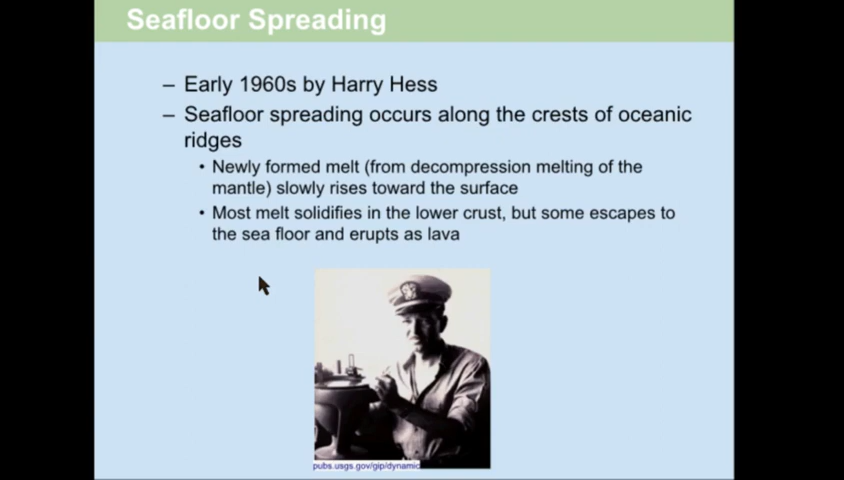 Seafloor Spreading
– Early 1960s by Harry Hess
– Seafloor spreading occurs along the crests of oceanic
ridges
• Newly formed melt (from decompression melting of the
mantle) slowly rises toward the surface
• Most melt solidifies in the lower crust, but some escapes to
the sea floor and erupts as lava
pubs.usgs.gov/gip/dynamic